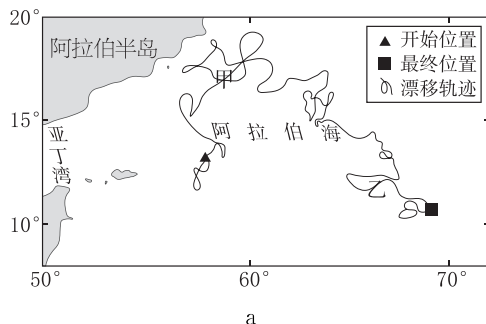 20°
阿拉伯半岛
▲ 开始位置
■ 最终位置
漂移轨迹
甲
15°
亚丁湾
阿拉伯海
乙
10°
50°
60°
70°
a